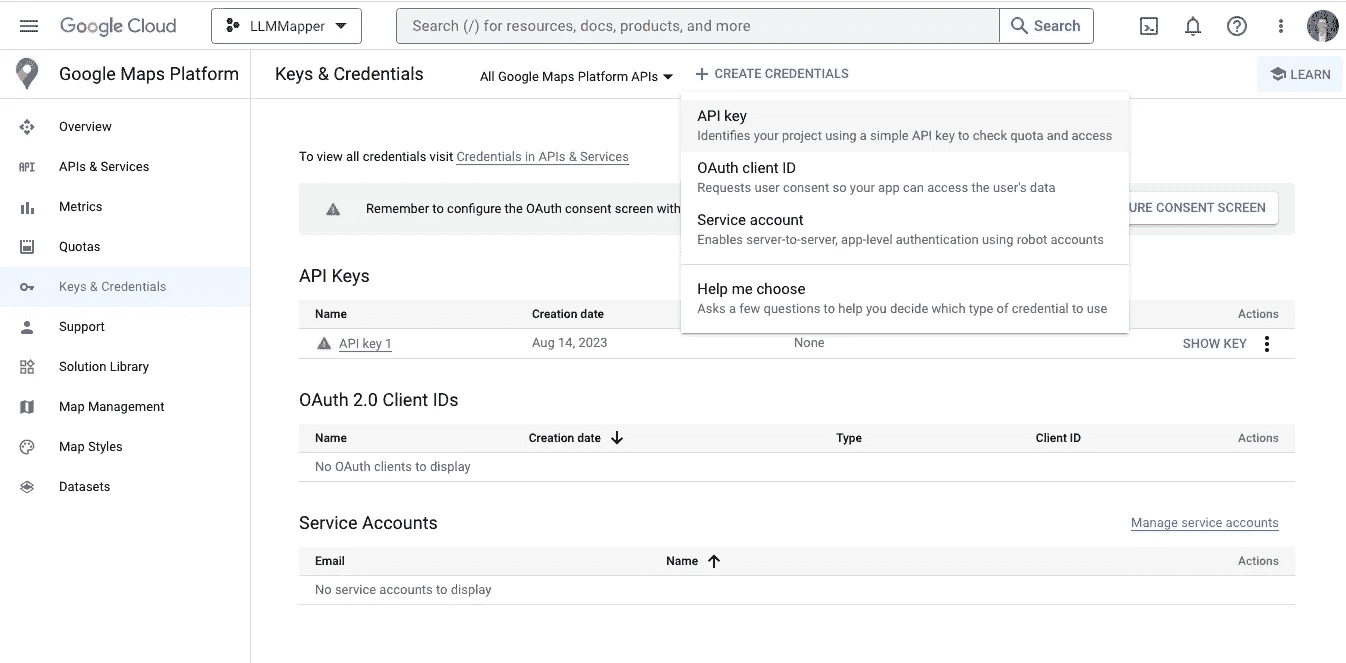 Google Cloud
LLMMapper
Search (/) for resources, docs, products, and more
Search
Google Maps Platform
Keys & Credentials
All Google Maps Platform APIs
CREATE CREDENTIALS
LEARN
Overview
API APIs & Services
Metrics
Quotas
Keys & Credentials
Support
Solution Library
Map Management
Map Styles
Datasets
API key
Identifies your project using a simple API key to check quota and access
OAuth client ID
Requests user consent so your app can access the user's data
Service account
Enables server-to-server, app-level authentication using robot accounts
Help me choose
Asks a few questions to help you decide which type of credential to use
To view all credentials visit Credentials in APIs & Services
Remember to configure the OAuth consent screen with
URE CONSENT SCREEN
API Keys
Name Creation date Actions
API key 1 Aug 14, 2023 None SHOW KEY
OAuth 2.0 Client IDs
Name Creation date Type Client ID Actions
No OAuth clients to display
Service Accounts
Manage service accounts
Email Name Actions
No service accounts to display